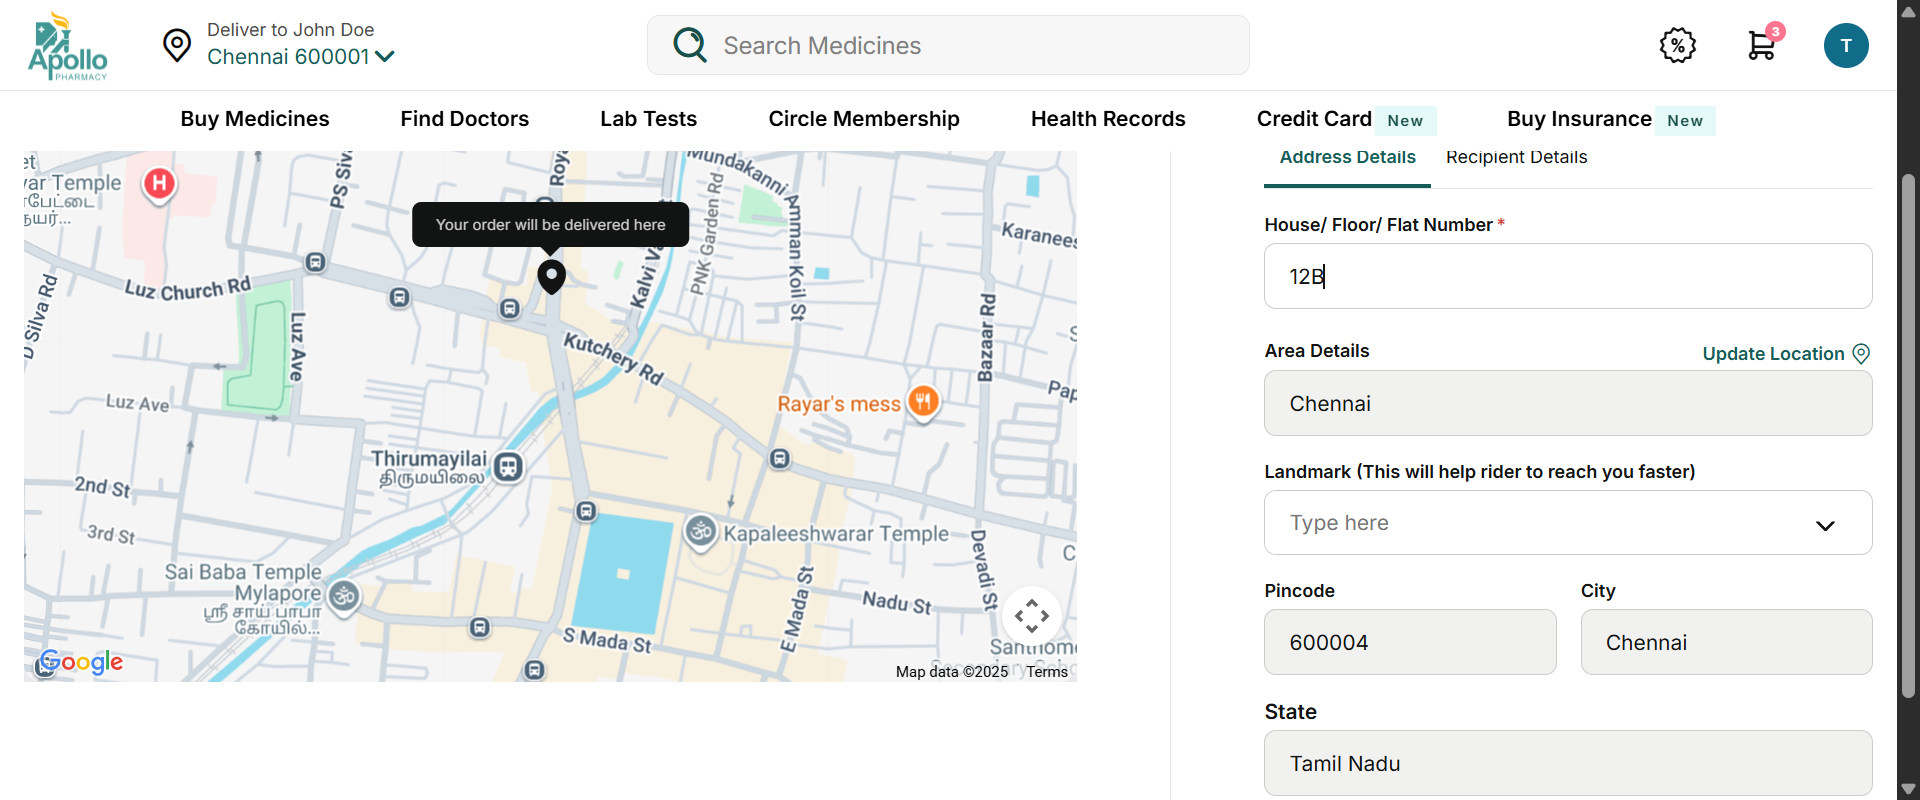 Apollo
PHARMACY
Deliver to John Doe
Chennai 600001
Search Medicines
%
3
T
Buy Medicines
Find Doctors
Lab Tests
Circle Membership
Health Records
Credit Card New
Buy Insurance New
PS Siv
Roya
Mundakanni Amman Koil St
PNK Garden Rd
Kalvi Va
Karanees
H
Your order will be delivered here
Luz Church Rd
D'Silva Rd
Luz Ave
Kutchery Rd
Bazaar Rd
Luz Ave
Rayar's mess
Thirumayilai
திருமயிலை
2nd St
3rd St
Kapaleeshwarar Temple
Devadi St
Sai Baba Temple
Mylapore
ஸ்ரீ சாய் பாபா
கோயில்...
Nadu St
E Mada St
S Mada St
Google
Map data ©2025
Terms
Address Details
Recipient Details
House/ Floor/ Flat Number *
12B
Area Details
Update Location
Chennai
Landmark (This will help rider to reach you faster)
Type here
Pincode
City
600004
Chennai
State
Tamil Nadu